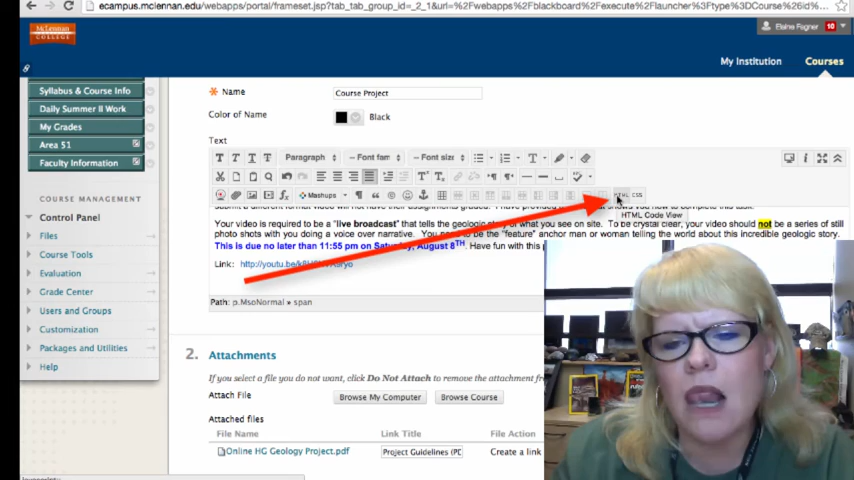 ecampus.mclennan.edu/webapps/portal/frameset.jsp?tab_tab_group_id=_2_1&url=%2Fwebapps%2Fblackboard%2Fexecute%2Flauncher%3Ftype%3DCourse%26id%
McLennan
COLLEGE
Elaine Fagner 10
My Institution
Courses
Syllabus & Course Info
Daily Summer II Work
My Grades
Area 51
Faculty Information
COURSE MANAGEMENT
Control Panel
Files
Course Tools
Evaluation
Grade Center
Users and Groups
Customization
Packages and Utilities
Help
Name
Course Project
Color of Name
Black
Text
T T T T Paragraph Font fam Font size T
Mashups HTML CSS
HTML Code View
Your video is required to be a "live broadcast" that tells the geologic story of what you see on site. To be crystal clear, your video should not be a series of still
photo shots with you doing a voice over narrative. You need to be the "feature" anchor man or woman telling the world about this incredible geologic story.
This is due no later than 11:55 pm on Saturday, August 8TH. Have fun with this
Link: http://youtu.be/
Path: p.MsoNormal » span
2. Attachments
If you select a file you do not want, click Do Not Attach to remove the attachment
Attach File
Browse My Computer
Browse Course
Attached files
File Name
Link Title
File Action
Online HG Geology Project.pdf
Project Guidelines (PD
Create a link